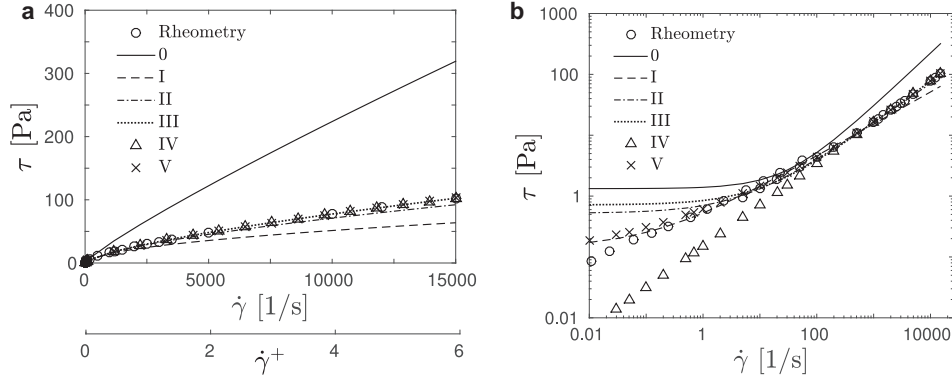 a
400
300
200
100
0
τ [Pa]
Rheometry
0
I
II
III
IV
V
0
5000
10000
15000
γ̇ [1/s]
0
2
4
6
γ̇⁺
b
1000
100
10
1
0.01
τ [Pa]
Rheometry
0
I
II
III
IV
V
0.01
1
100
10000
γ̇ [1/s]